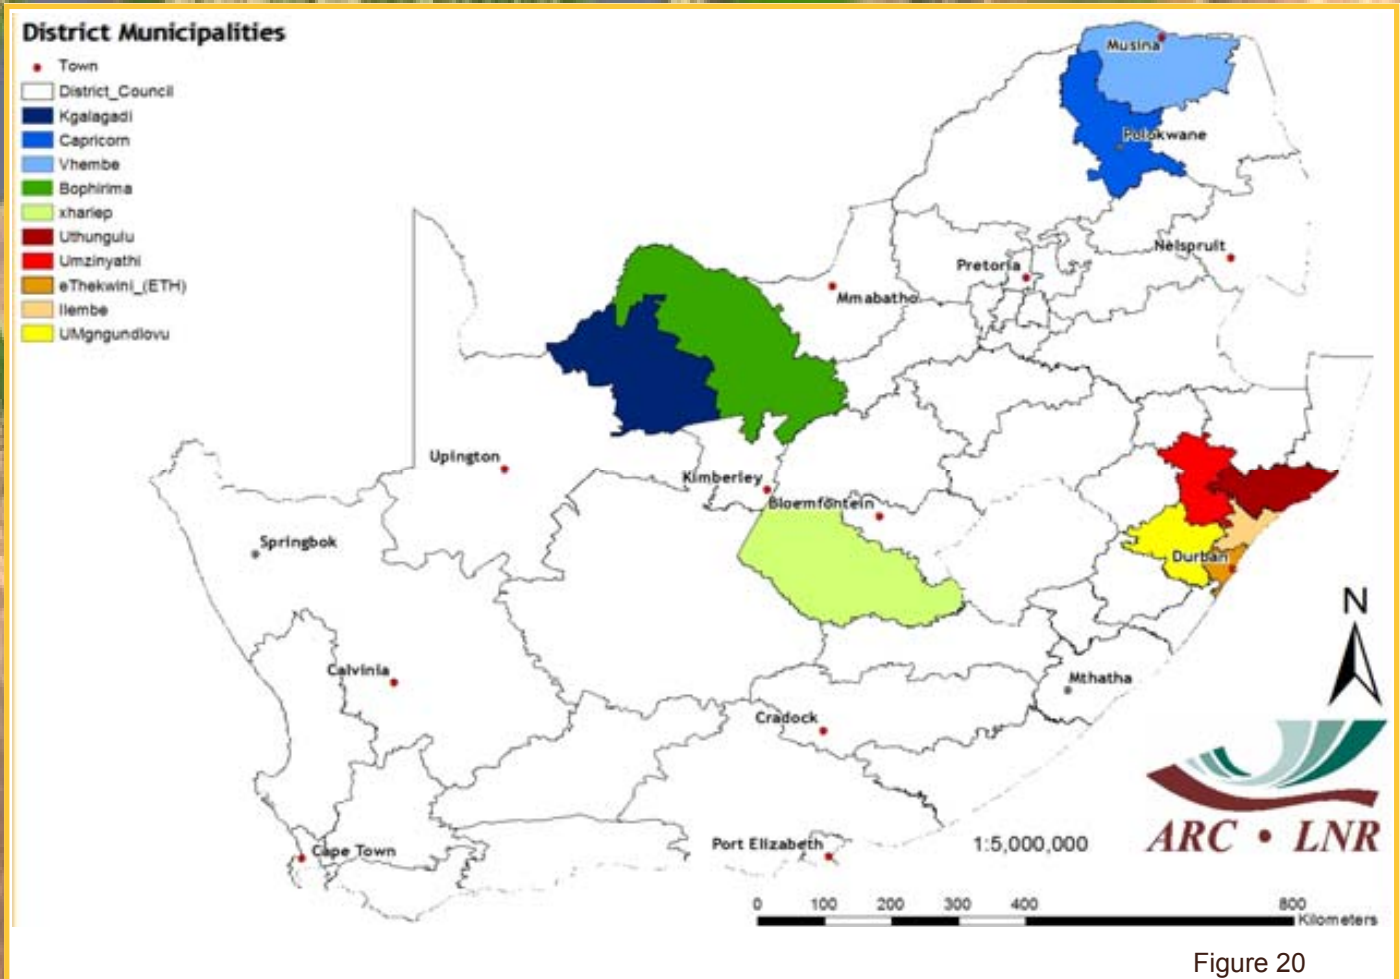 District Municipalities
Town
District_Council
Kgalagadi
Capricorn
Vhembe
Bophirima
xhariep
Uthungulu
Umzinyathi
eThekwini_(ETH)
Ilembe
UMgngundlovu
Musina
Polokwane
Nelspruit
Pretoria
Mmabatho
Upington
Kimberley
Bloemfontein
Springbok
Durban
N
Calvinia
Mthatha
Cradock
Port Elizabeth
1:5,000,000
Cape Town
ARC • LNR
0 100 200 300 400 800
Kilometers
Figure 20